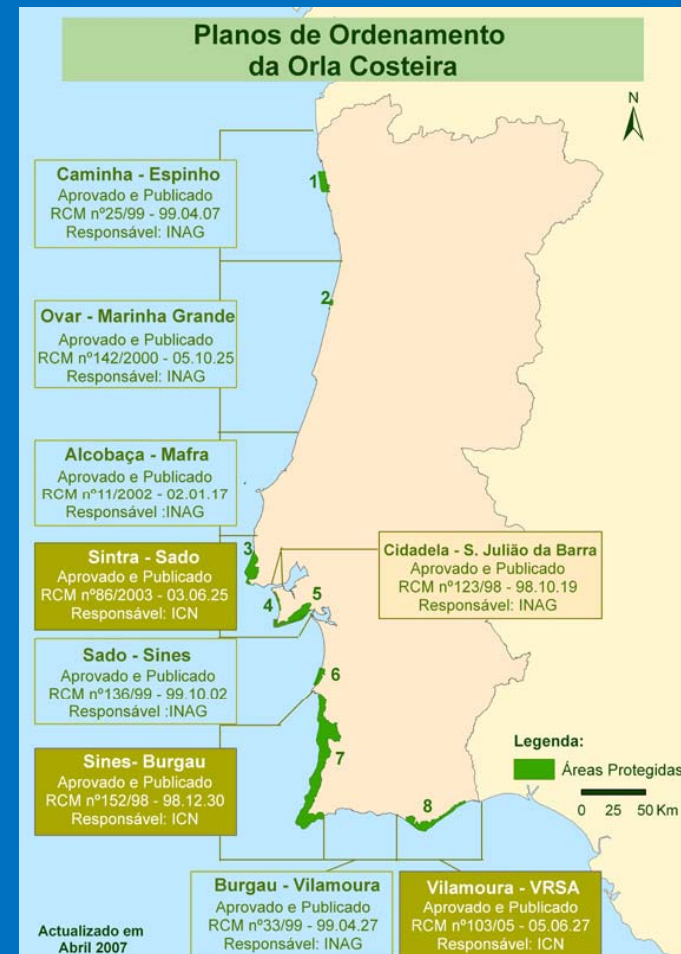 Planos de Ordenamento
da Orla Costeira
N
Caminha - Espinho
Aprovado e Publicado
RCM nº25/99 - 99.04.07
Responsável: INAG
1
2
Ovar - Marinha Grande
Aprovado e Publicado
RCM nº142/2000 - 05.10.25
Responsável: INAG
Alcobaça - Mafra
Aprovado e Publicado
RCM nº11/2002 - 02.01.17
Responsável :INAG
3
Sintra - Sado
Aprovado e Publicado
RCM nº86/2003 - 03.06.25
Responsável: ICN
Cidadela - S. Julião da Barra
Aprovado e Publicado
RCM nº123/98 - 98.10.19
Responsável: INAG
4
5
Sado - Sines
Aprovado e Publicado
RCM nº136/99 - 99.10.02
Responsável :INAG
6
7
Sines- Burgau
Aprovado e Publicado
RCM nº152/98 - 98.12.30
Responsável: ICN
Legenda:
Áreas Protegidas
0 25 50 Km
8
Burgau - Vilamoura
Aprovado e Publicado
RCM nº33/99 - 99.04.27
Responsável: INAG
Vilamoura - VRSA
Aprovado e Publicado
RCM nº103/05 - 05.06.27
Responsável: ICN
Actualizado em
Abril 2007